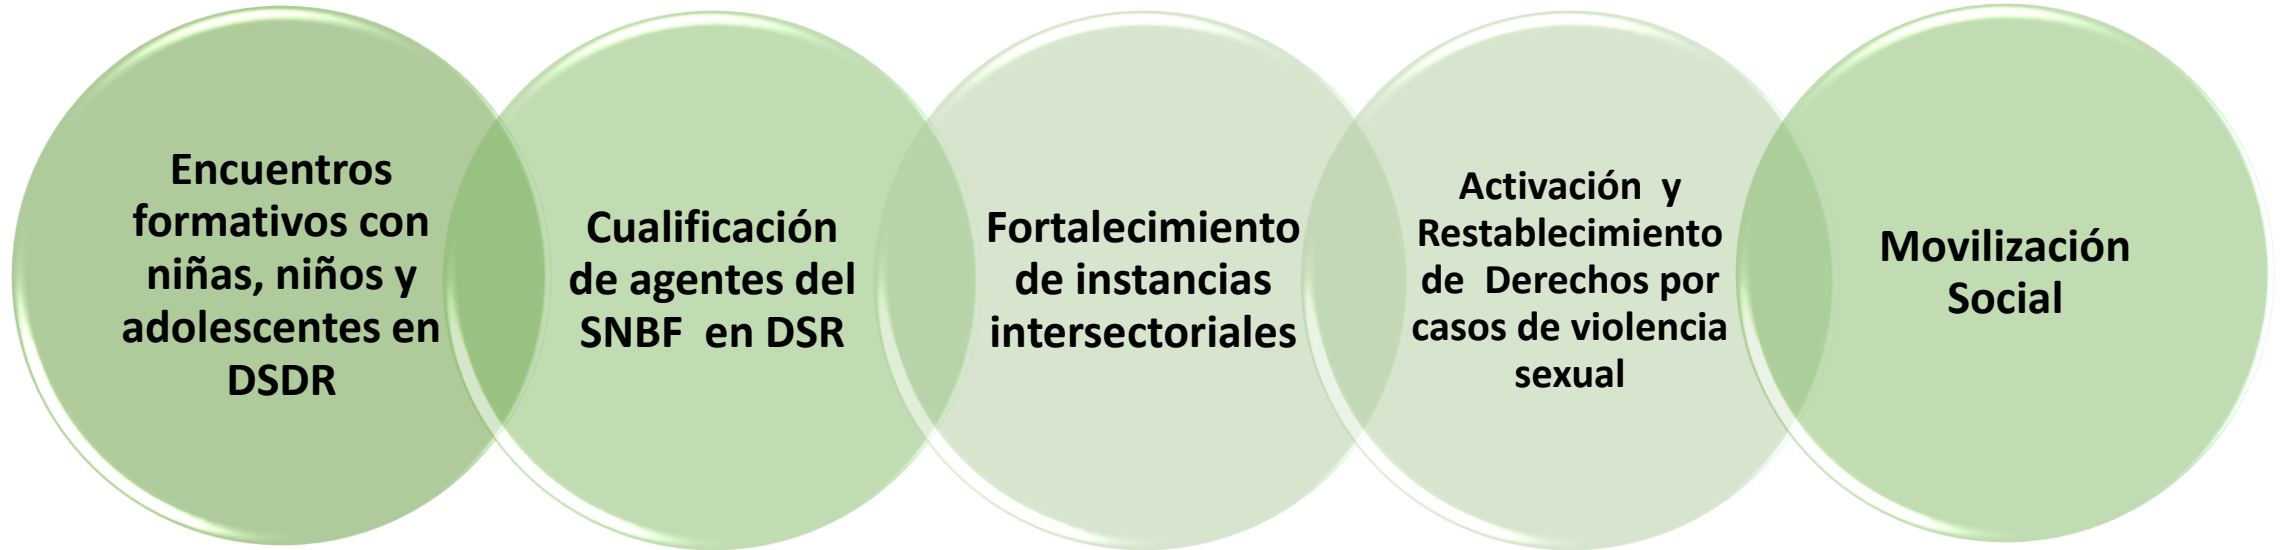 Encuentros
formativos con
niñas, niños y
adolescentes en
DSDR
Cualificación
de agentes del
SNBF  en DSR
Fortalecimiento
de instancias
intersectoriales
Activación  y
Restablecimiento
de  Derechos por
casos de violencia
sexual
Movilización
Social